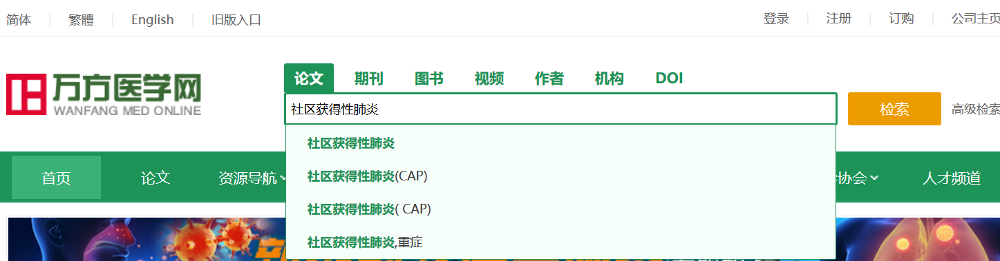 简体 | 繁體 | English | 旧版入口
登录 | 注册 | 订购 | 公司主页
万方医学网
WANFANG MED ONLINE
论文 期刊 图书 视频 作者 机构 DOI
社区获得性肺炎
检索 高级检索
社区获得性肺炎
社区获得性肺炎(CAP)
社区获得性肺炎( CAP)
社区获得性肺炎,重症
首页 论文 资源导航 协会 人才频道